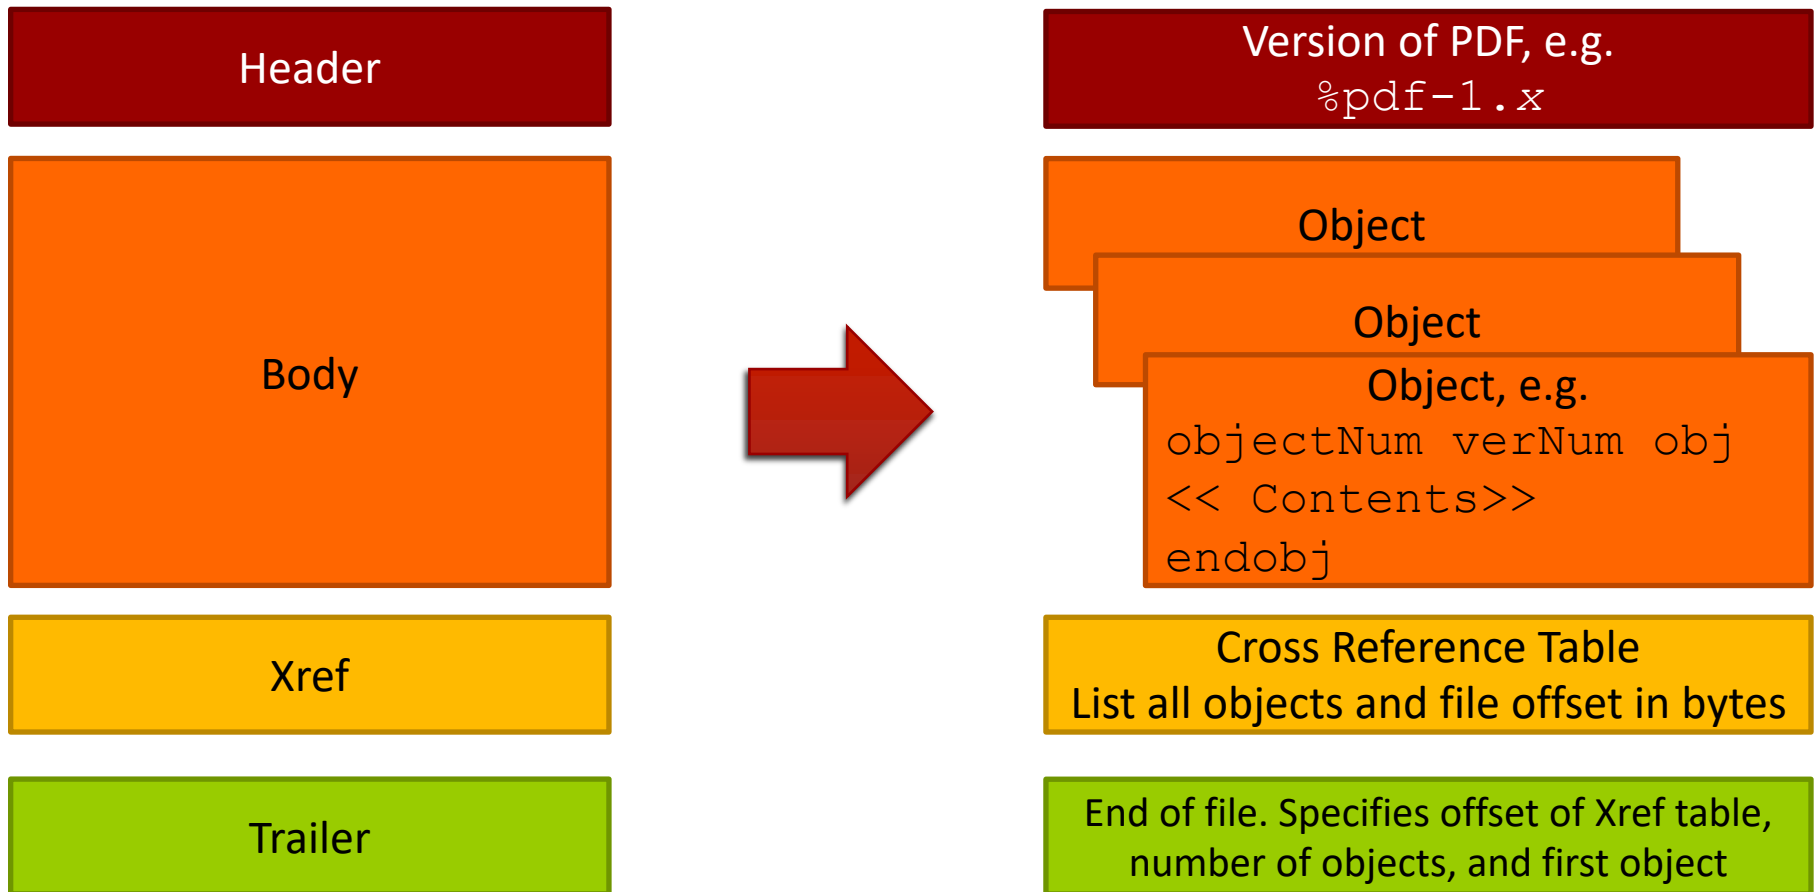 Header
Version of PDF, e.g.
%pdf-1.x
Body
Object
Object
Object, e.g.
objectNum verNum obj
<< Contents>>
endobj
Xref
Cross Reference Table
List all objects and file offset in bytes
Trailer
End of file. Specifies offset of Xref table,
number of objects, and first object